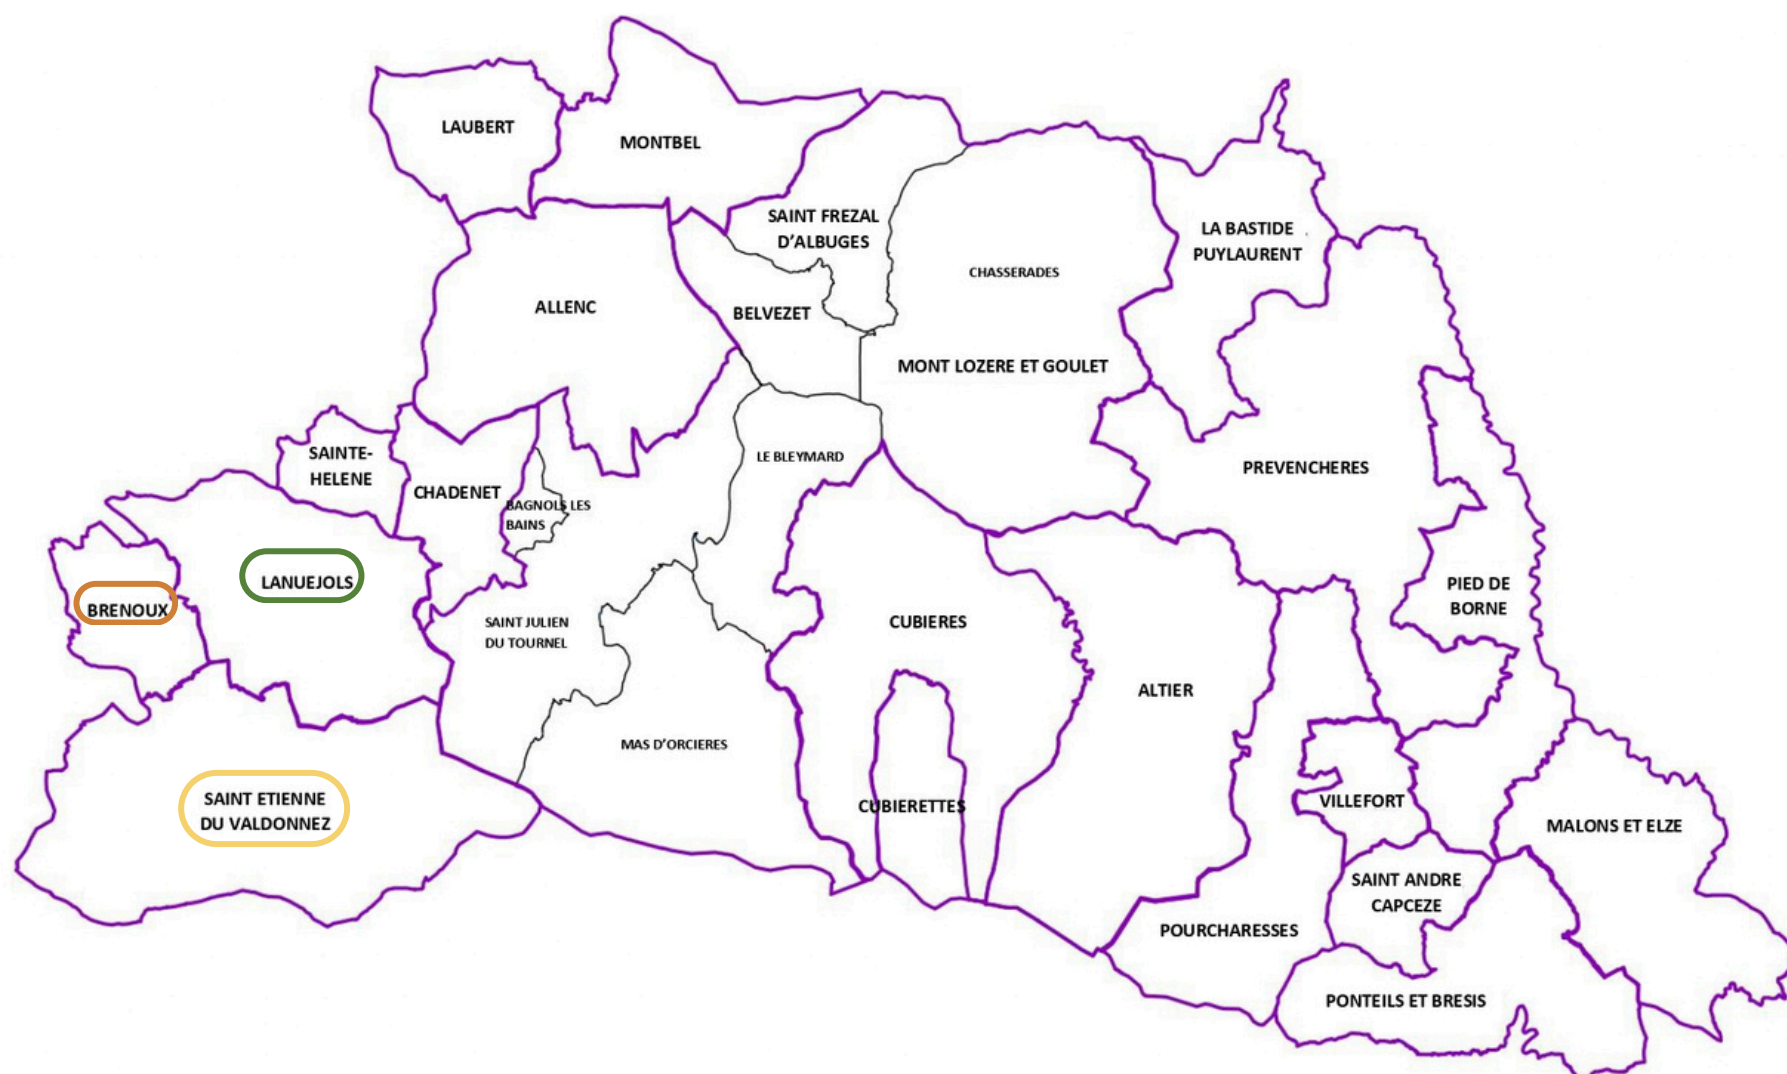 LAUBERT
MONTBEL
SAINT FREZAL
D'ALBUGES
LA BASTIDE
PUYLAURENT
CHASSERADES
ALLENC
BELVEZET
MONT LOZERE ET GOULET
SAINTE-
HELENE
LE BLEYMARD
PREVENCHERES
CHADENET
BAGNOLS LES
BAINS
LANUEJOLS
BRENOUX
PIED DE
BORNE
SAINT JULIEN
DU TOURNEL
CUBIERES
ALTIER
MAS D'ORCIERES
SAINT ETIENNE
DU VALDONNEZ
CUBIERETTES
VILLEFORT
MALONS ET ELZE
SAINT ANDRE
CAPCEZE
POURCHARESSES
PONTEILS ET BRESIS